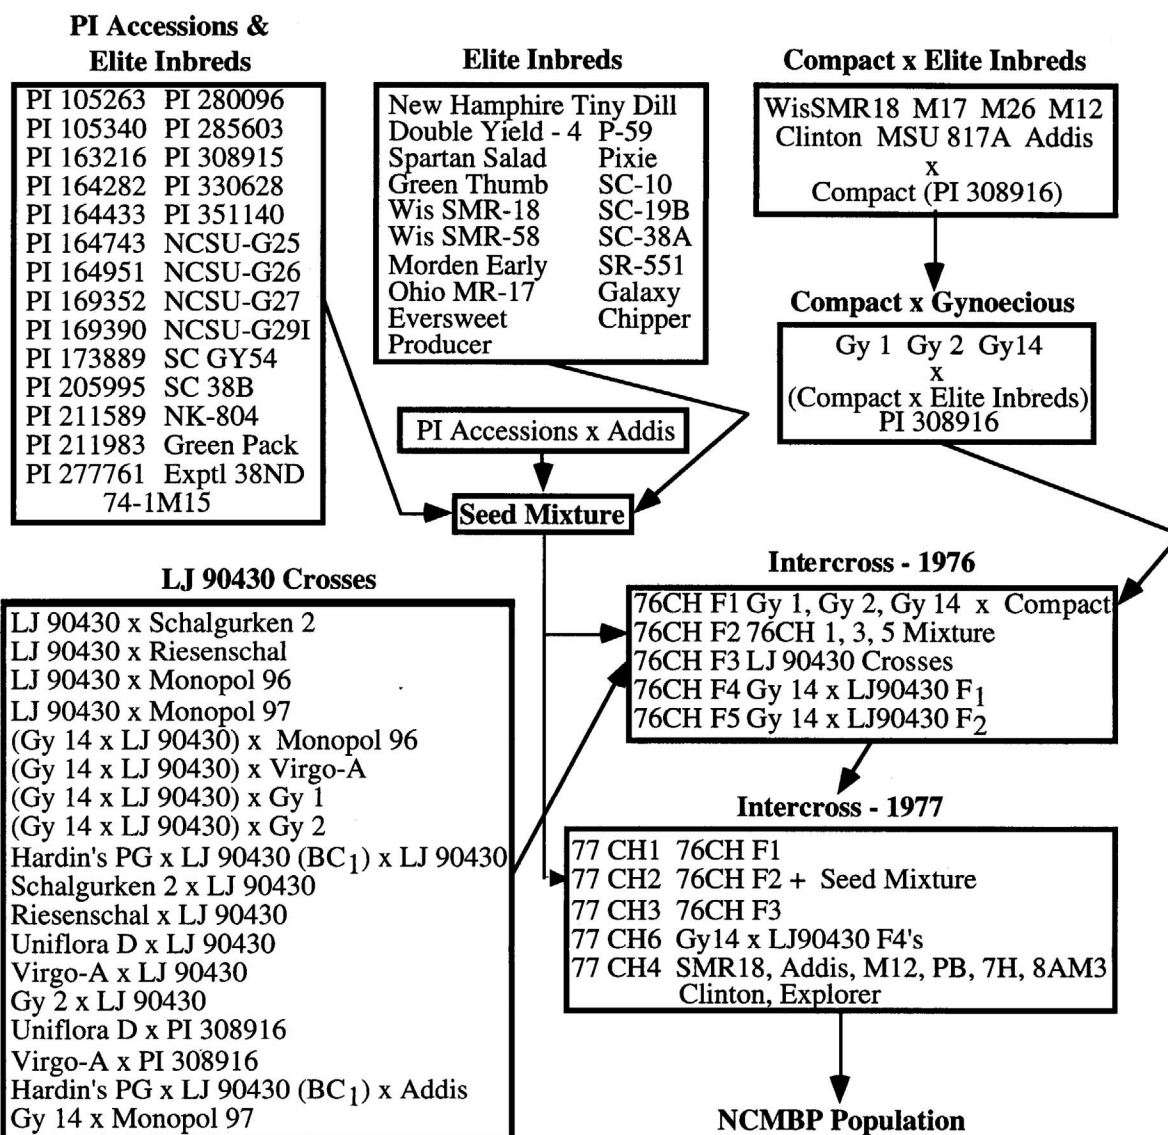 PI Accessions &
Elite Inbreds
PI 105263 PI 280096
PI 105340 PI 285603
PI 163216 PI 308915
PI 164282 PI 330628
PI 164433 PI 351140
PI 164743 NCSU-G25
PI 164951 NCSU-G26
PI 169352 NCSU-G27
PI 169390 NCSU-G29I
PI 173889 SC GY54
PI 205995 SC 38B
PI 211589 NK-804
PI 211983 Green Pack
PI 277761 Exptl 38ND
74-1M15
Elite Inbreds
New Hamphire Tiny Dill
Double Yield - 4 P-59
Spartan Salad Pixie
Green Thumb SC-10
Wis SMR-18 SC-19B
Wis SMR-58 SC-38A
Morden Early SR-551
Ohio MR-17 Galaxy
Eversweet Chipper
Producer
Compact x Elite Inbreds
WisSMR18 M17 M26 M12
Clinton MSU 817A Addis
x
Compact (PI 308916)
Compact x Gynoecious
Gy 1 Gy 2 Gy14
x
(Compact x Elite Inbreds)
PI 308916
PI Accessions x Addis
Seed Mixture
LJ 90430 Crosses
LJ 90430 x Schalgurken 2
LJ 90430 x Riesenschal
LJ 90430 x Monopol 96
LJ 90430 x Monopol 97
(Gy 14 x LJ 90430) x Monopol 96
(Gy 14 x LJ 90430) x Virgo-A
(Gy 14 x LJ 90430) x Gy 1
(Gy 14 x LJ 90430) x Gy 2
Hardin's PG x LJ 90430 (BC1) x LJ 90430
Schalgurken 2 x LJ 90430
Riesenschal x LJ 90430
Uniflora D x LJ 90430
Virgo-A x LJ 90430
Gy 2 x LJ 90430
Uniflora D x PI 308916
Virgo-A x PI 308916
Hardin's PG x LJ 90430 (BC1) x Addis
Gy 14 x Monopol 97
Intercross - 1976
76CH F1 Gy 1, Gy 2, Gy 14 x Compact
76CH F2 76CH 1, 3, 5 Mixture
76CH F3 LJ 90430 Crosses
76CH F4 Gy 14 x LJ90430 F1
76CH F5 Gy 14 x LJ90430 F2
Intercross - 1977
77 CH1 76CH F1
77 CH2 76CH F2 + Seed Mixture
77 CH3 76CH F3
77 CH6 Gy14 x LJ90430 F4's
77 CH4 SMR18, Addis, M12, PB, 7H, 8AM3
Clinton, Explorer
NCMBP Population